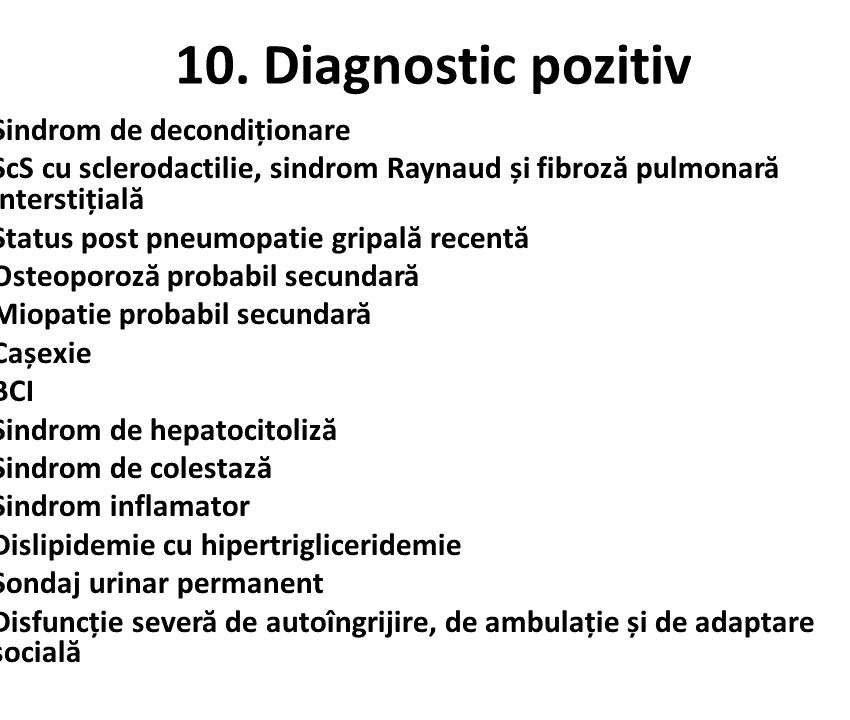 10. Diagnostic pozitiv
Sindrom de decondiționare
ScS cu sclerodactilie, sindrom Raynaud și fibroză pulmonară
interstițială
Status post pneumopatie gripală recentă
Osteoporoză probabil secundară
Miopatie probabil secundară
Cașexie
BCI
Sindrom de hepatocitoliză
Sindrom de colestază
Sindrom inflamator
Dislipidemie cu hipertrigliceridemie
Sondaj urinar permanent
Disfuncție severă de autoîngrijire, de ambulație și de adaptare
socială